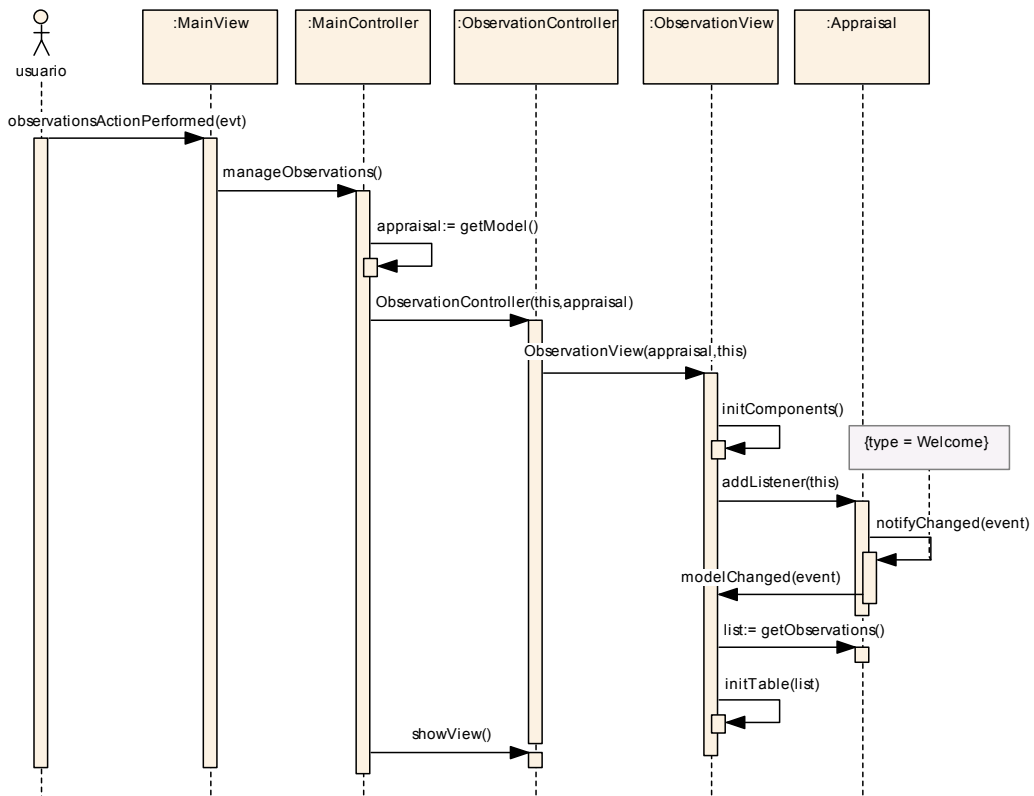 :MainView
:MainController
:ObservationController
:ObservationView
:Appraisal
usuario
observationsActionPerformed(evt)
manageObservations()
appraisal:= getModel()
ObservationController(this,appraisal)
ObservationView(appraisal,this)
initComponents()
{type = Welcome}
addListener(this)
notifyChanged(event)
modelChanged(event)
list:= getObservations()
initTable(list)
showView()